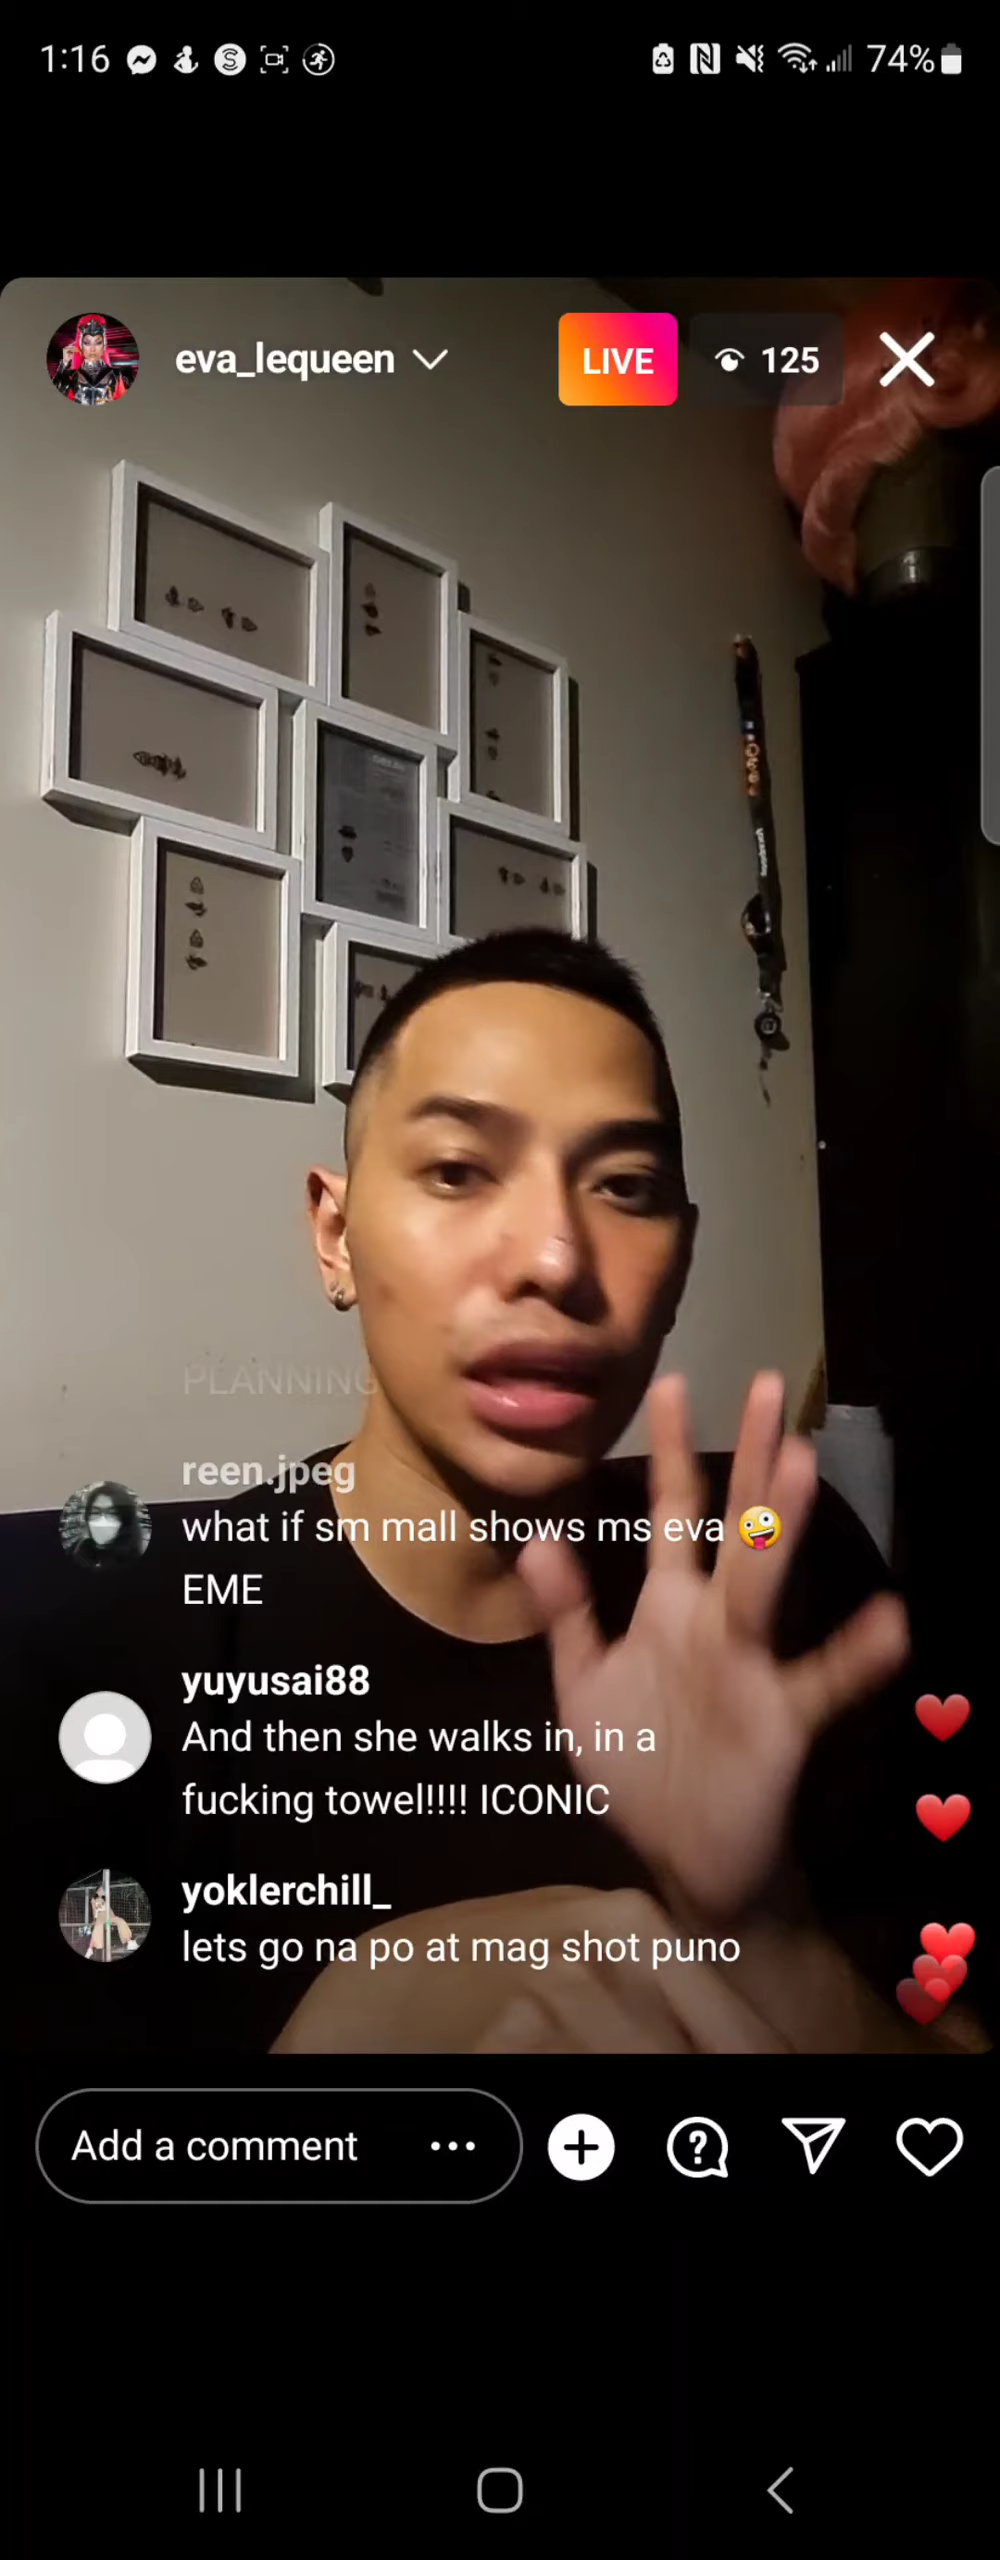 1:16
74%
eva_lequeen
LIVE
125
PLANNING
reen.jpeg
what if sm mall shows ms eva 🤪
EME
yuyusai88
And then she walks in, in a
fucking towel!!!! ICONIC
yoklerchill_
lets go na po at mag shot puno
Add a comment